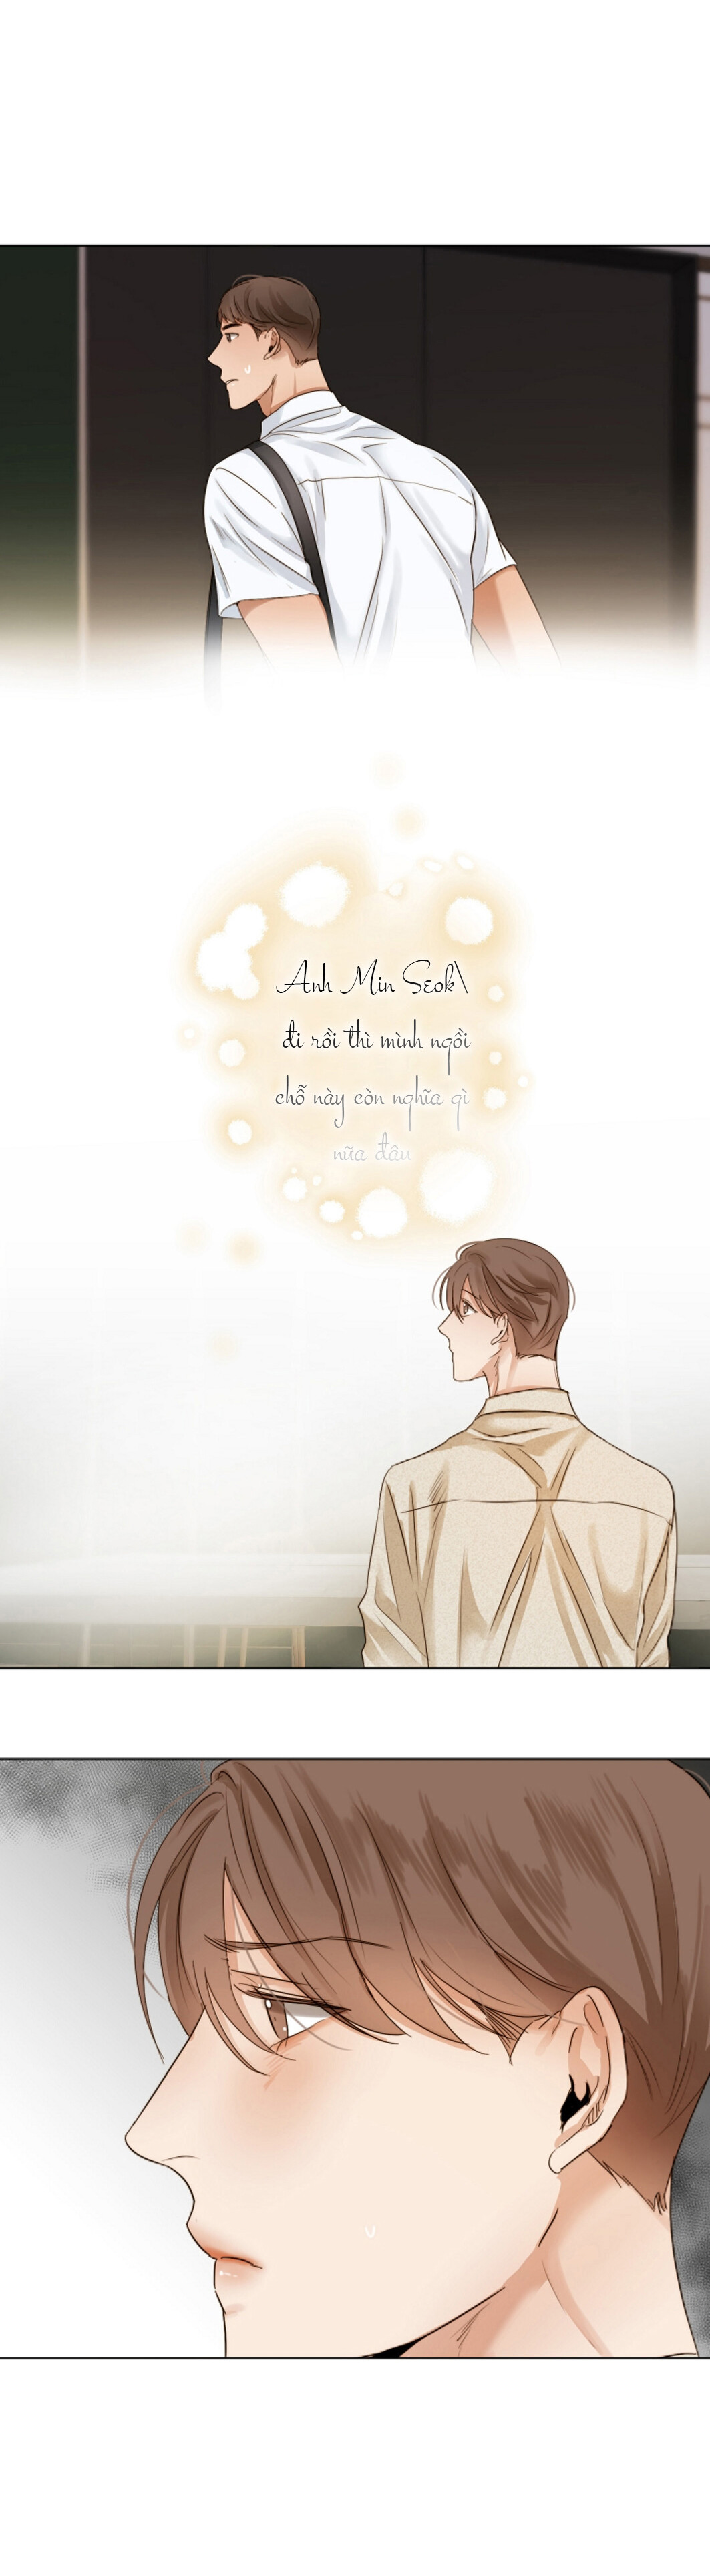 Anh Min Seok\
đi rồi thì mình ngồi
chỗ này còn nghĩa gì
nữa đâu